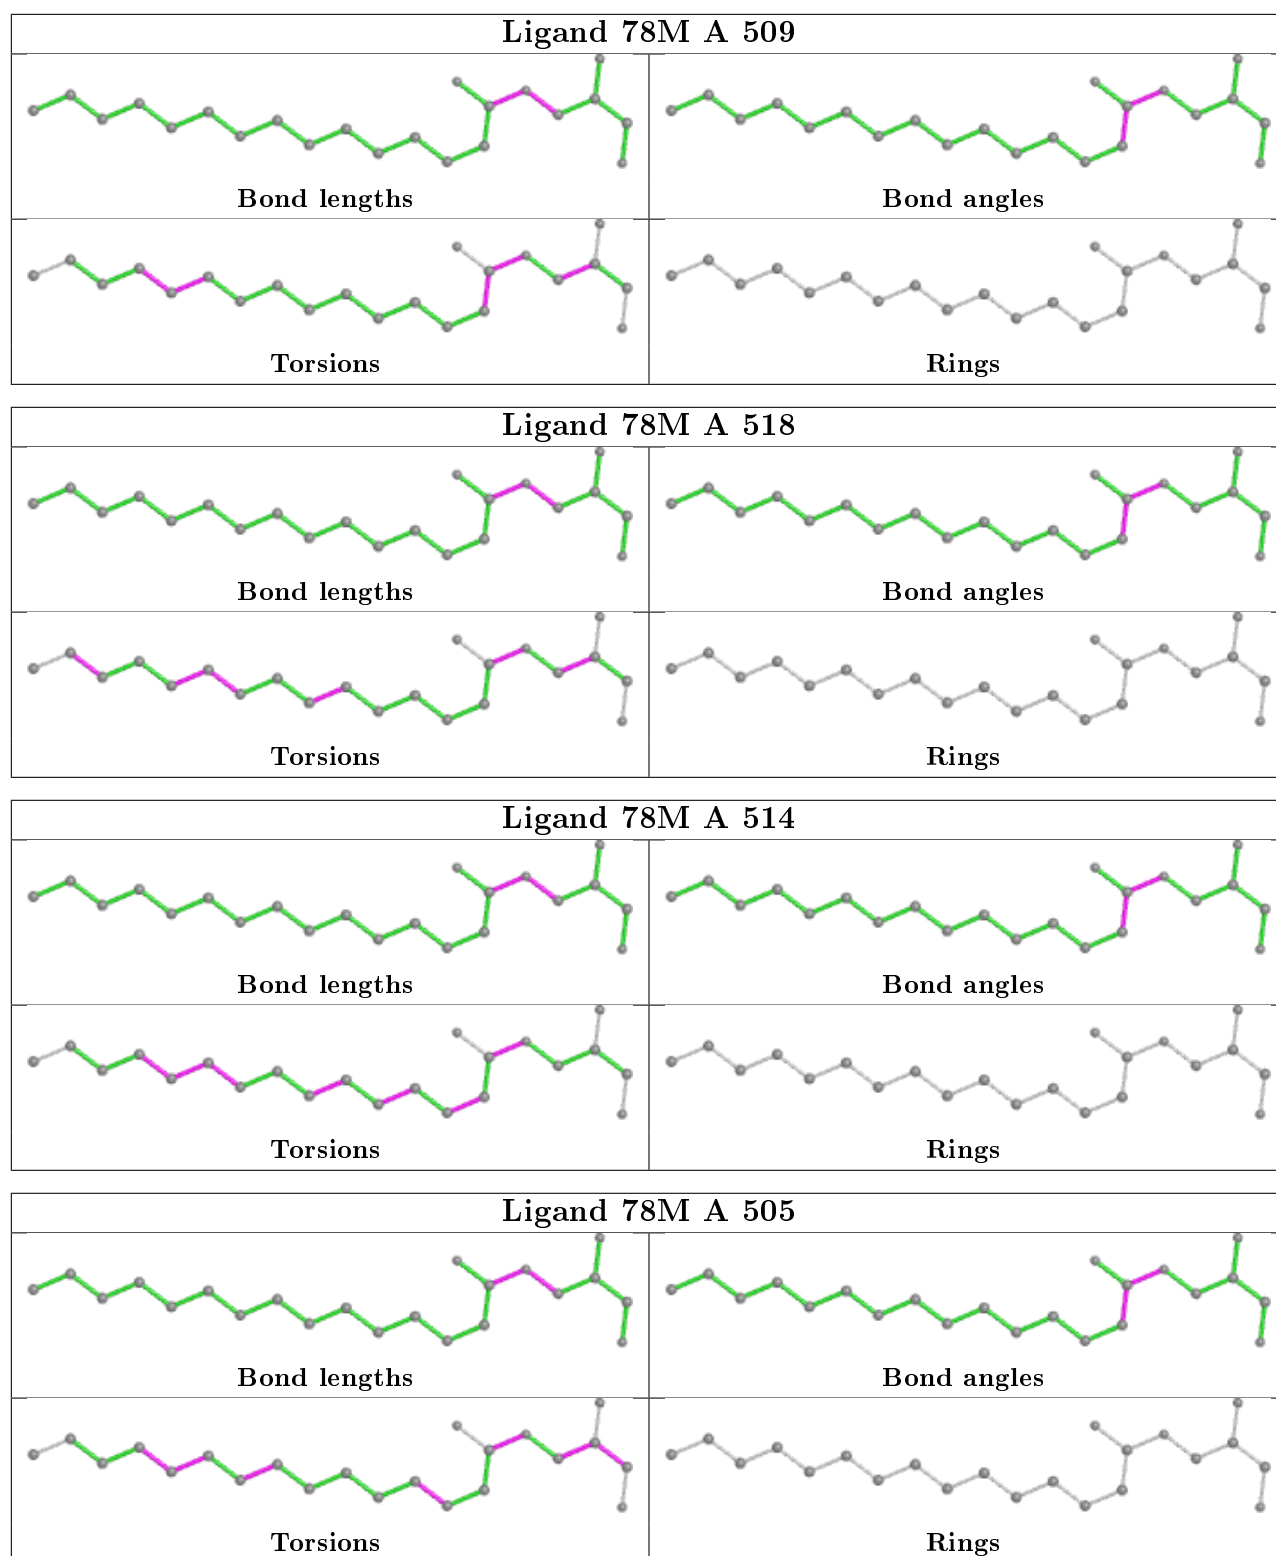 Ligand 78M A 509
Bond lengths
Bond angles
Torsions
Rings
Ligand 78M A 518
Bond lengths
Bond angles
Torsions
Rings
Ligand 78M A 514
Bond lengths
Bond angles
Torsions
Rings
Ligand 78M A 505
Bond lengths
Bond angles
Torsions
Rings